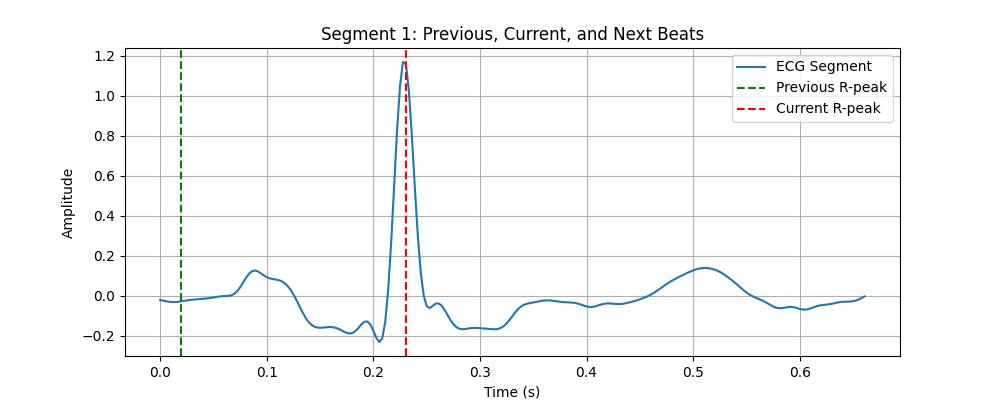 Segment 1: Previous, Current, and Next Beats
ECG Segment
Previous R-peak
Current R-peak
1.2
1.0
0.8
0.6
0.4
0.2
0.0
−0.2
Amplitude
0.0 0.1 0.2 0.3 0.4 0.5 0.6
Time (s)